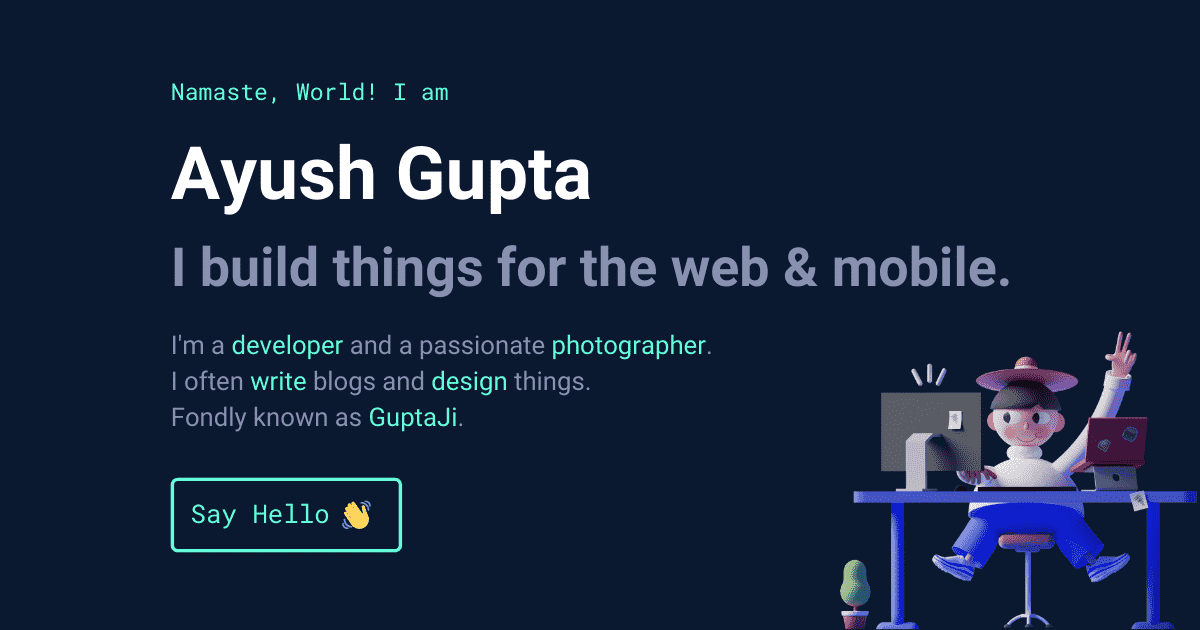 Namaste, World! I am
Ayush Gupta
I build things for the web & mobile.
I'm a developer and a passionate photographer.
I often write blogs and design things.
Fondly known as GuptaJi.
Say Hello 👋